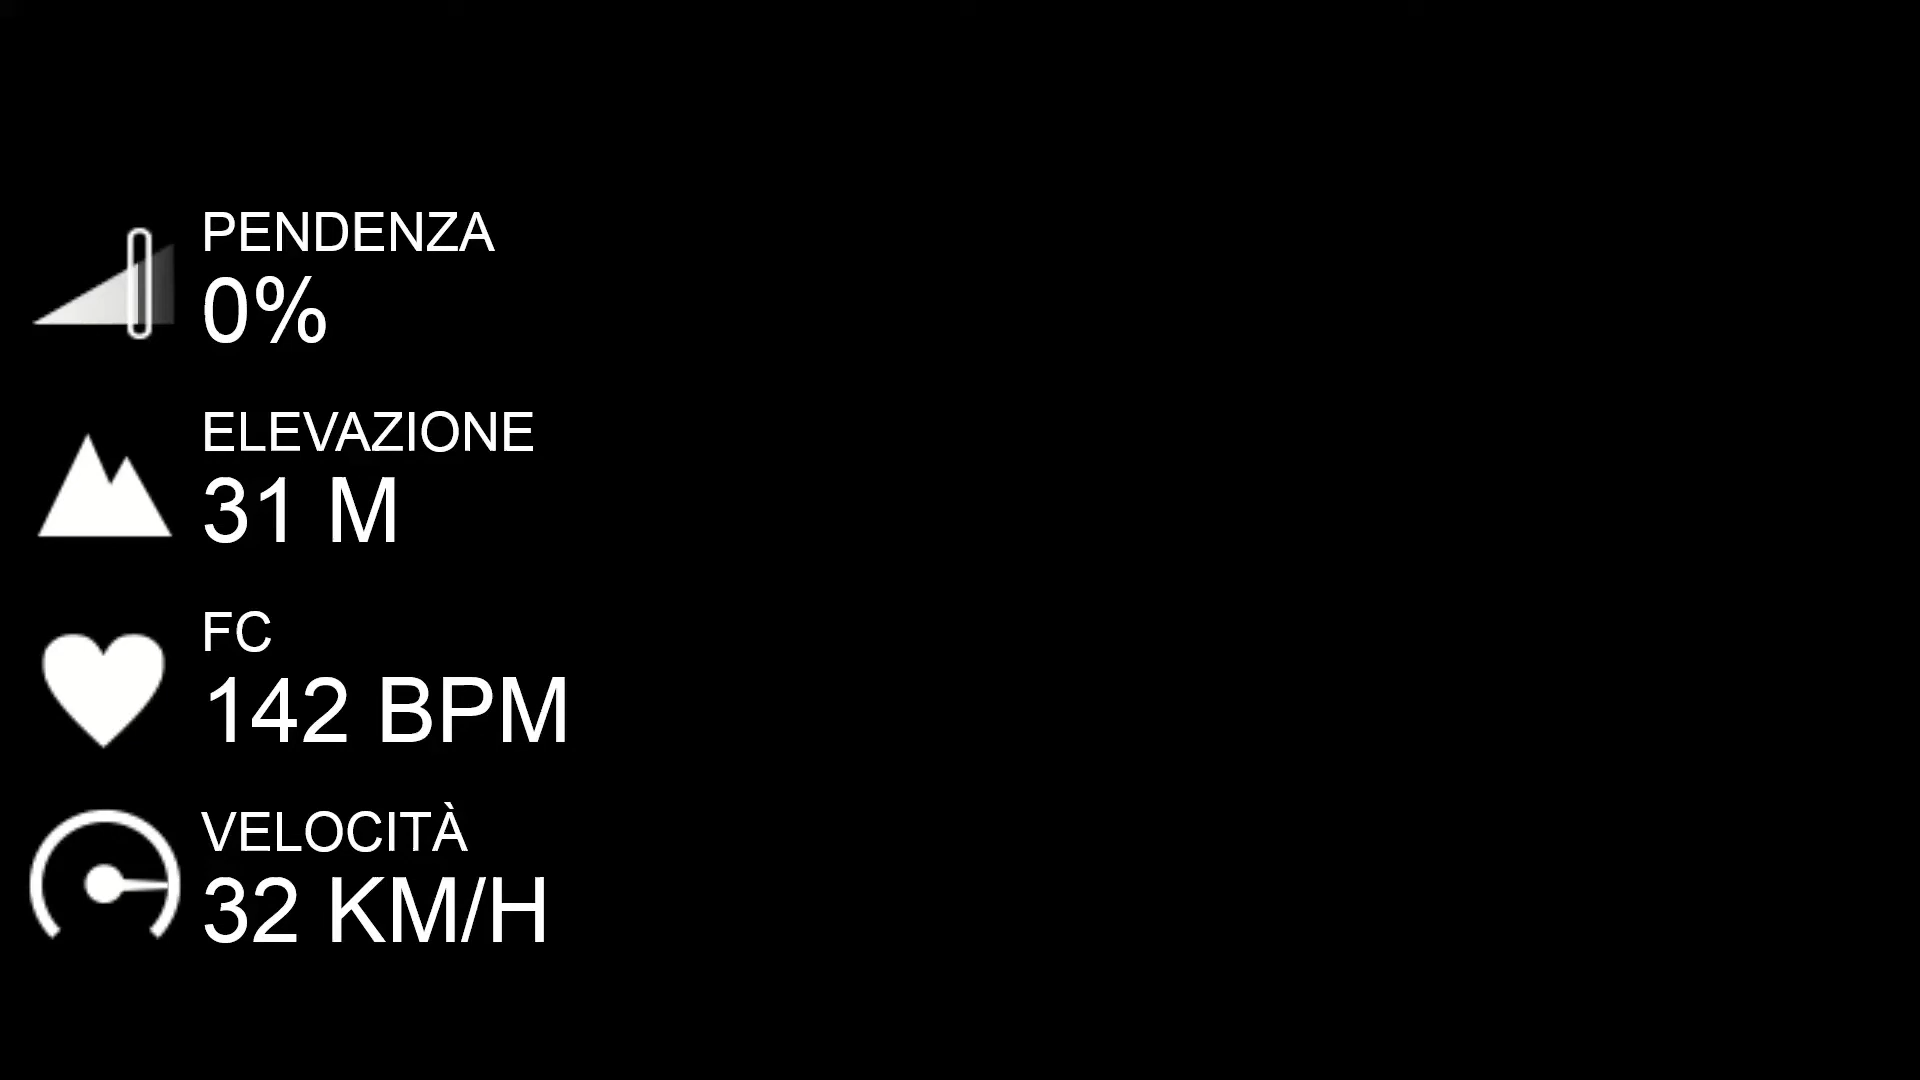 PENDENZA
0%
ELEVAZIONE
31 M
FC
142 BPM
VELOCITÀ
32 KM/H